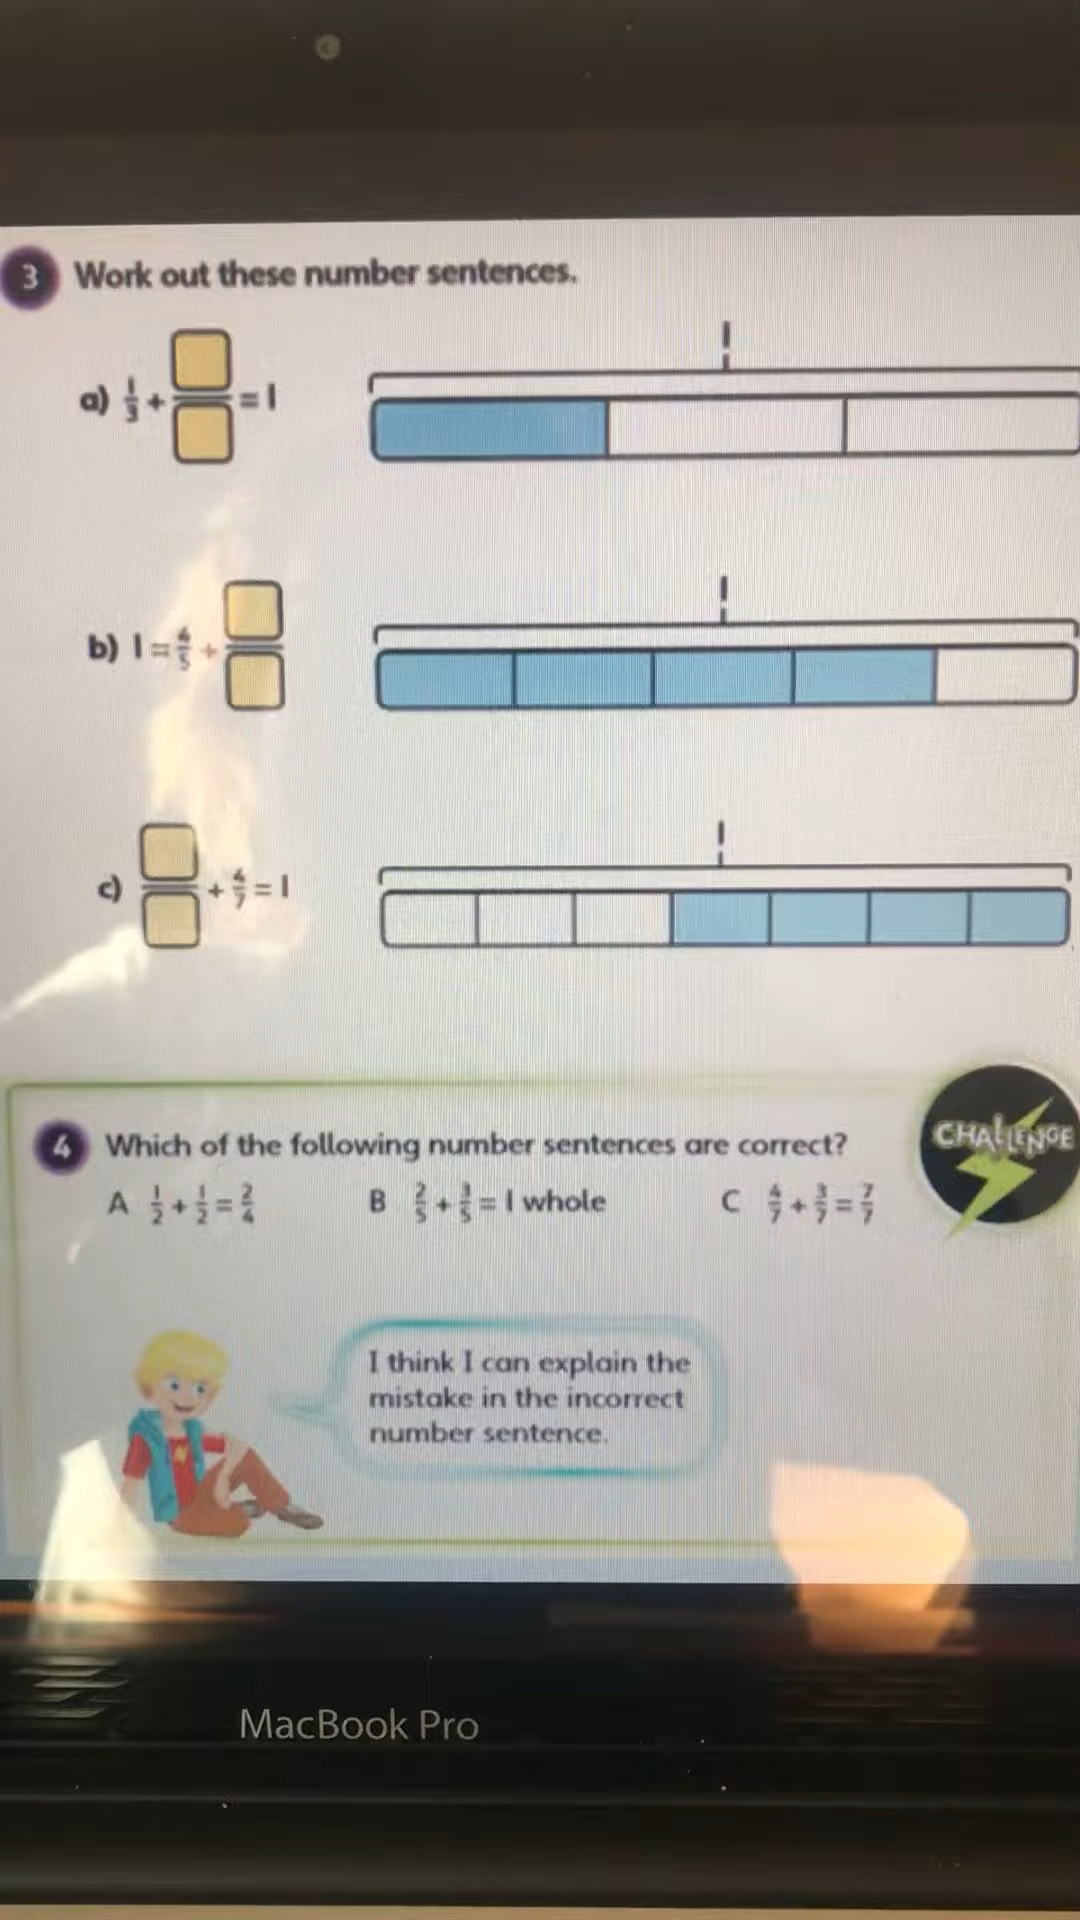 3 Work out these number sentences.
1
a) 1/3 + = 1
1
b) 1 = 4/5 +
1
c) + 4/7 = 1
CHALLENGE
4 Which of the following number sentences are correct?
A 1/2 + 1/2 = 2/4 B 2/5 + 3/5 = 1 whole C 4/7 + 3/7 = 7/7
I think I can explain the
mistake in the incorrect
number sentence.
MacBook Pro